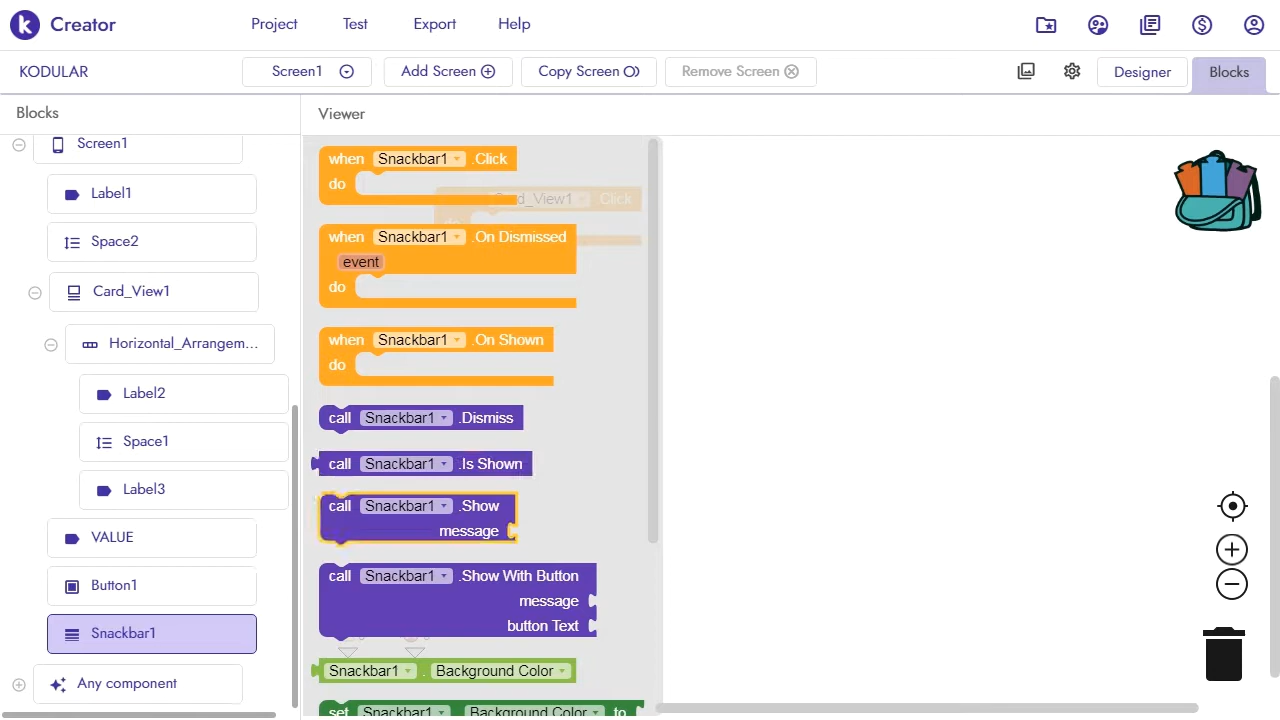 Creator
Project
Test
Export
Help
KODULAR
Screen1
Add Screen
Copy Screen
Remove Screen
Designer
Blocks
Blocks
Viewer
Screen1
Label1
Space2
Card_View1
Horizontal_Arrangem...
Label2
Space1
Label3
VALUE
Button1
Snackbar1
Any component
when Snackbar1 .Click
do
when Snackbar1 .On Dismissed
event
do
when Snackbar1 .On Shown
do
call Snackbar1 .Dismiss
call Snackbar1 .Is Shown
call Snackbar1 .Show
message
call Snackbar1 .Show With Button
message
button Text
Snackbar1 . Background Color
set Snackbar1 . Background Color to